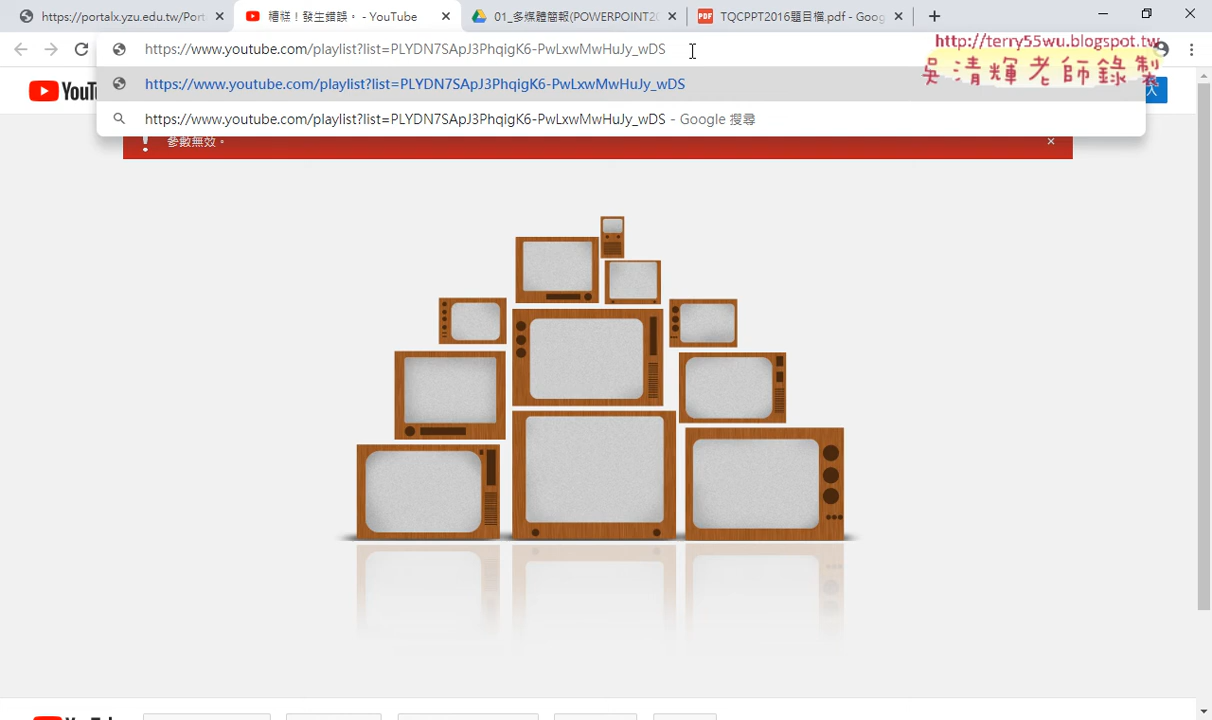 https://portalx.yzu.edu.tw/Port
糟糕！發生錯誤。 - YouTube
01_多媒體簡報(POWERPOINT20
PDF
TQCPPT2016題目檔.pdf - Goog
https://www.youtube.com/playlist?list=PLYDN7SApJ3PhqigK6-PwLxwMwHuJy_wDS
http://terry55wu.blogspot.tw
吳清輝老師錄製
https://www.youtube.com/playlist?list=PLYDN7SApJ3PhqigK6-PwLxwMwHuJy_wDS
https://www.youtube.com/playlist?list=PLYDN7SApJ3PhqigK6-PwLxwMwHuJy_wDS - Google 搜尋
參數無效。